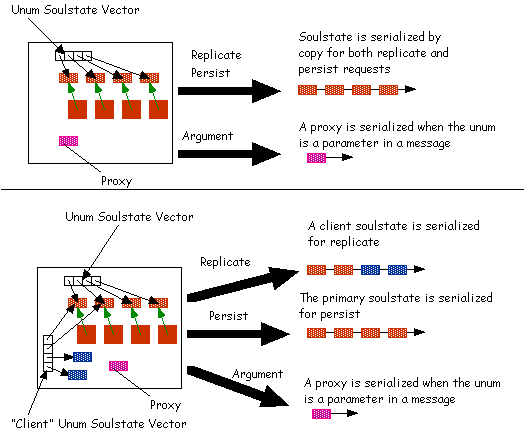 Unum Soulstate Vector
Replicate
Persist
Soulstate is serialized by
copy for both replicate and
persist requests
Argument
A proxy is serialized when the unum
is a parameter in a message
Proxy
Unum Soulstate Vector
Replicate
A client soulstate is serialized
for replicate
Persist
The primary soulstate is serialized
for persist
Argument
A proxy is serialized when the unum
is a parameter in a message
Proxy
"Client" Unum Soulstate Vector